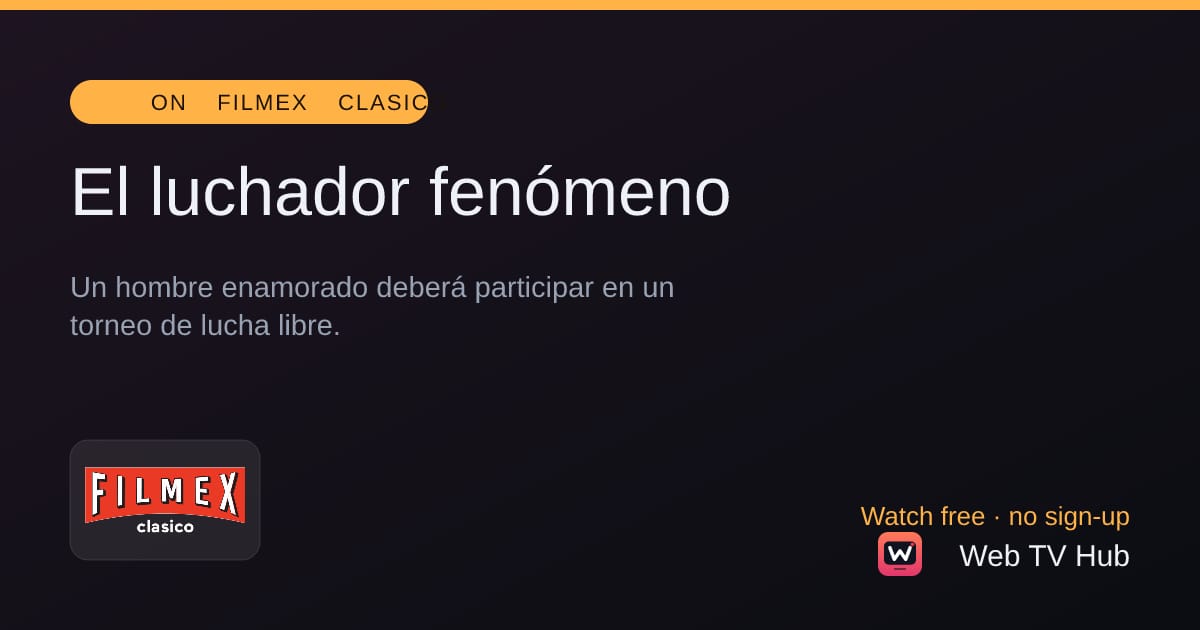 ON FILMEX CLASIC
El luchador fenómeno
Un hombre enamorado deberá participar en un
torneo de lucha libre.
FILMEX
clasico
Watch free · no sign-up
W
Web TV Hub